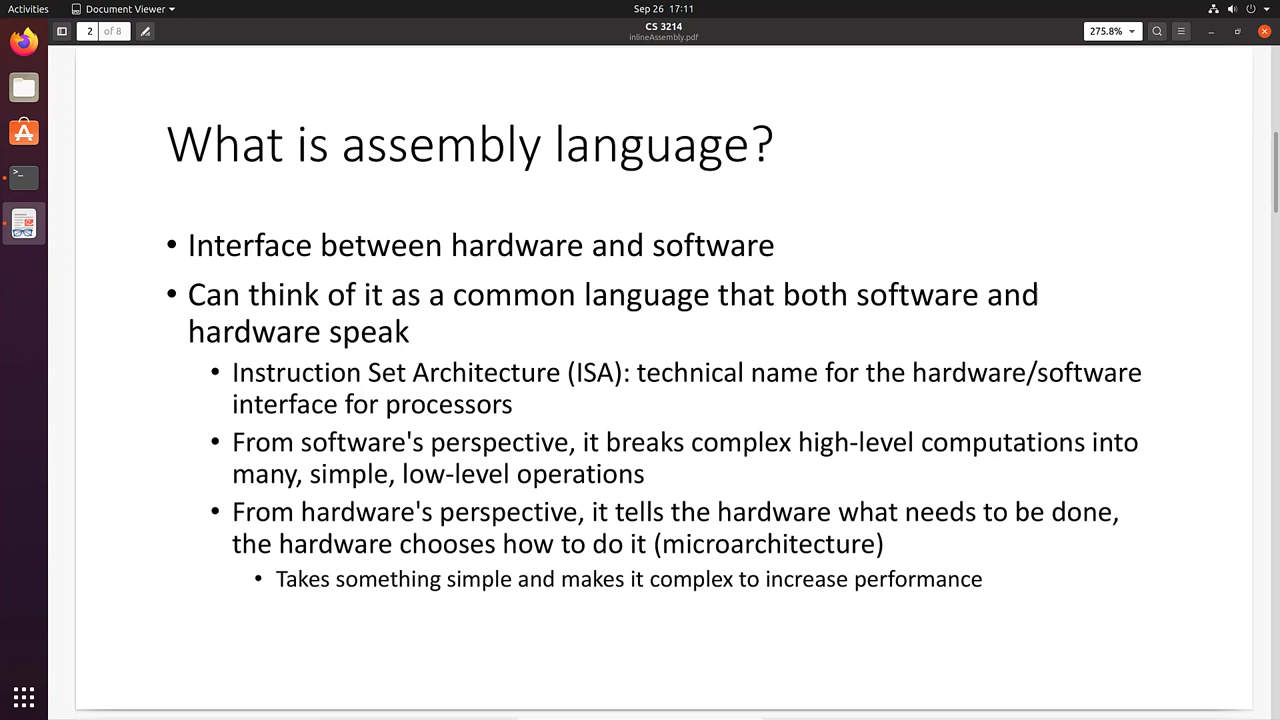 Activities
Document Viewer
Sep 26 17:11
2 of 8
CS 3214
inlineAssembly.pdf
275.8%
What is assembly language?
• Interface between hardware and software
• Can think of it as a common language that both software and
hardware speak
• Instruction Set Architecture (ISA): technical name for the hardware/software
interface for processors
• From software's perspective, it breaks complex high-level computations into
many, simple, low-level operations
• From hardware's perspective, it tells the hardware what needs to be done,
the hardware chooses how to do it (microarchitecture)
• Takes something simple and makes it complex to increase performance